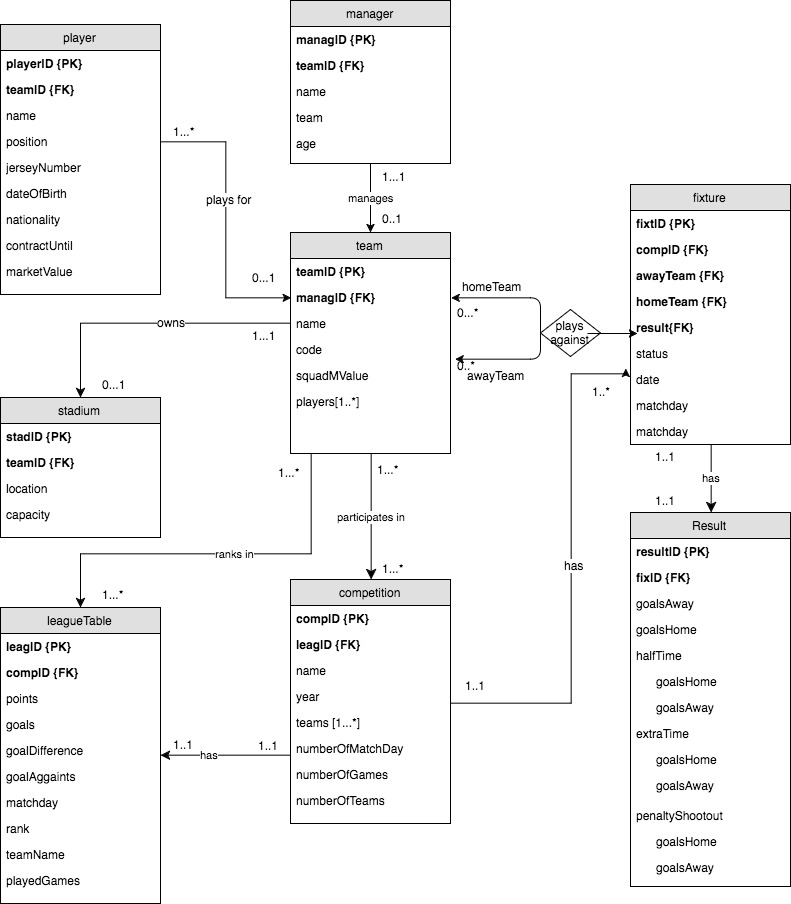 manager
managID {PK}
teamID {FK}
name
team
age
player
playerID {PK}
teamID {FK}
name
position
jerseyNumber
dateOfBirth
nationality
contractUntil
marketValue
1...*
plays for
0...1
1...1
manages
0..1
team
teamID {PK}
managID {FK}
name
code
squadMValue
players[1..*]
homeTeam
0...*
0..*
awayTeam
plays
against
fixture
fixtID {PK}
compID {FK}
awayTeam {FK}
homeTeam {FK}
result{FK}
status
date
matchday
matchday
owns
1...1
0...1
stadium
stadID {PK}
teamID {FK}
location
capacity
1...*
ranks in
1...*
1...*
participates in
1...*
1..*
has
1..1
1..1
has
1..1
Result
resultID {PK}
fixID {FK}
goalsAway
goalsHome
halfTime
goalsHome
goalsAway
extraTime
goalsHome
goalsAway
penaltyShootout
goalsHome
goalsAway
leagueTable
leagID {PK}
compID {FK}
points
goals
goalDifference
goalAggaints
matchday
rank
teamName
playedGames
1..1
has
1..1
competition
compID {PK}
leagID {FK}
name
year
teams [1...*]
numberOfMatchDay
numberOfGames
numberOfTeams